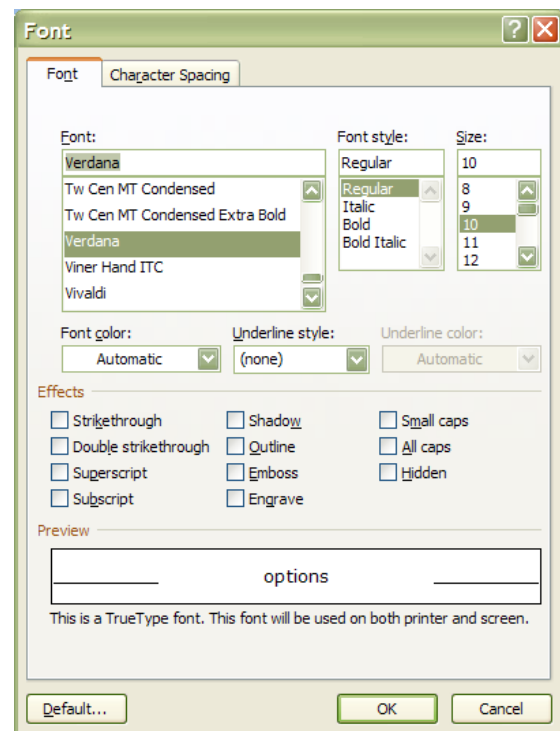 Font
Font Character Spacing
Font: Font style: Size:
Verdana Regular 10
Tw Cen MT Condensed Regular 8
Tw Cen MT Condensed Extra Bold Italic 9
Verdana Bold 10
Viner Hand ITC Bold Italic 11
Vivaldi 12
Font color: Underline style: Underline color:
Automatic (none) Automatic
Effects
Strikethrough Shadow Small caps
Double strikethrough Outline All caps
Superscript Emboss Hidden
Subscript Engrave
Preview
options
This is a TrueType font. This font will be used on both printer and screen.
Default... OK Cancel